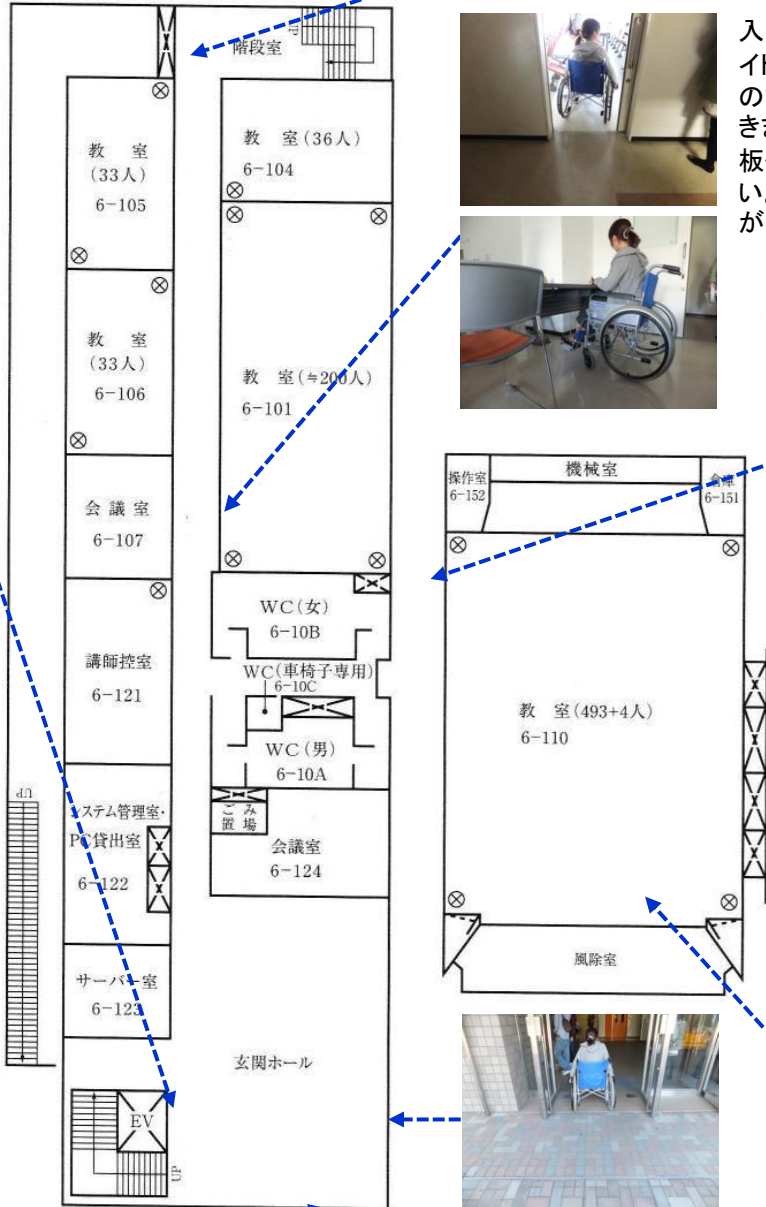 UP
階段室
教 室(36人)
6-104
教 室
(33人)
6-105
教 室
(33人)
6-106
教 室(≒200人)
6-101
会 議 室
6-107
WC(女)
6-10B
講師控室
6-121
WC(車椅子専用)
6-10C
WC(男)
6-10A
UP
システム管理室・
PC貸出室
6-122
ごみ
置場
会議室
6-124
サーバー室
6-123
玄関ホール
EV
UP
入
の
板
い。
が
操作室
6-152
機械室
倉庫
6-151
教 室(493+4人)
6-110
風除室